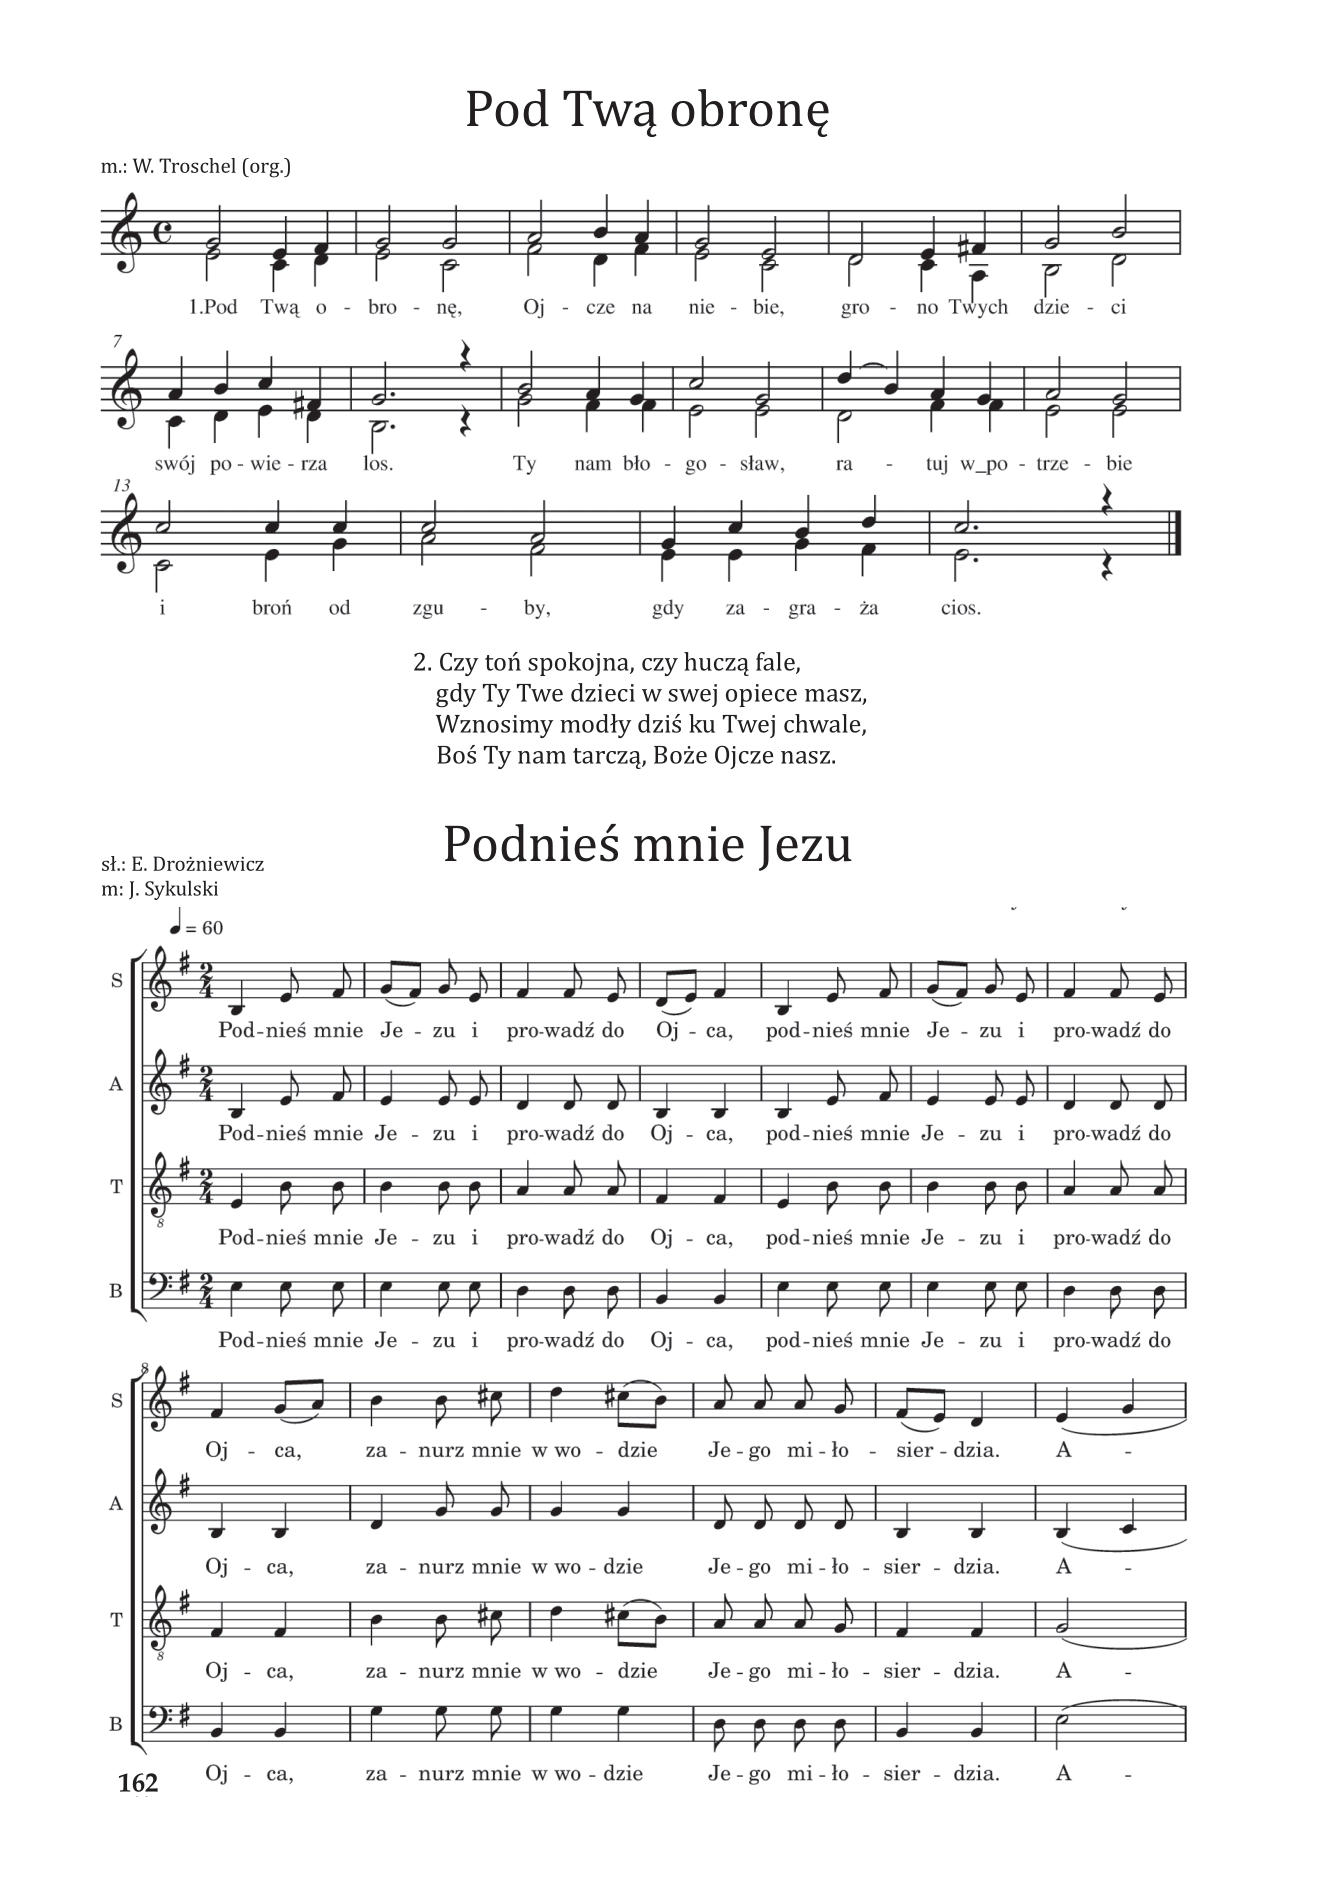 Pod Twą obronę
m.: W. Troschel (org.)
1.Pod Twą o - bro - nę, Oj - cze na nie - bie, gro - no Twych dzie - ci
7
swój po - wie - rza los. Ty nam bło - go - sław, ra - tuj w_po - trze - bie
13
i broń od zgu - by, gdy za - gra - ża cios.
2. Czy toń spokojna, czy huczą fale,
gdy Ty Twe dzieci w swej opiece masz,
Wznosimy modły dziś ku Twej chwale,
Boś Ty nam tarczą, Boże Ojcze nasz.
Podnieś mnie Jezu
sł.: E. Drożniewicz
m: J. Sykulski
= 60
S
Pod-nieś mnie Je - zu i pro-wadź do Oj - ca, pod-nieś mnie Je - zu i pro-wadź do
A
Pod-nieś mnie Je - zu i pro-wadź do Oj - ca, pod-nieś mnie Je - zu i pro-wadź do
T
8
Pod-nieś mnie Je - zu i pro-wadź do Oj - ca, pod-nieś mnie Je - zu i pro-wadź do
B
Pod-nieś mnie Je - zu i pro-wadź do Oj - ca, pod-nieś mnie Je - zu i pro-wadź do
8
S
Oj - ca, za - nurz mnie w wo - dzie Je - go mi - ło - sier - dzia. A -
A
Oj - ca, za - nurz mnie w wo - dzie Je - go mi - ło - sier - dzia. A -
T
8
Oj - ca, za - nurz mnie w wo - dzie Je - go mi - ło - sier - dzia. A -
B
Oj - ca, za - nurz mnie w wo - dzie Je - go mi - ło - sier - dzia. A -
162